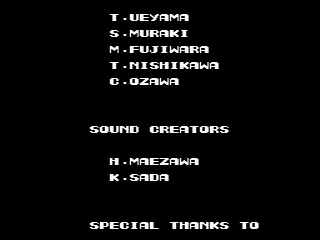 T.UEYAMA
S.MURAKI
M.FUJIWARA
T.NISHIKAWA
C.OZAWA
SOUND CREATORS
H.MAEZAWA
K.SADA
SPECIAL THANKS TO